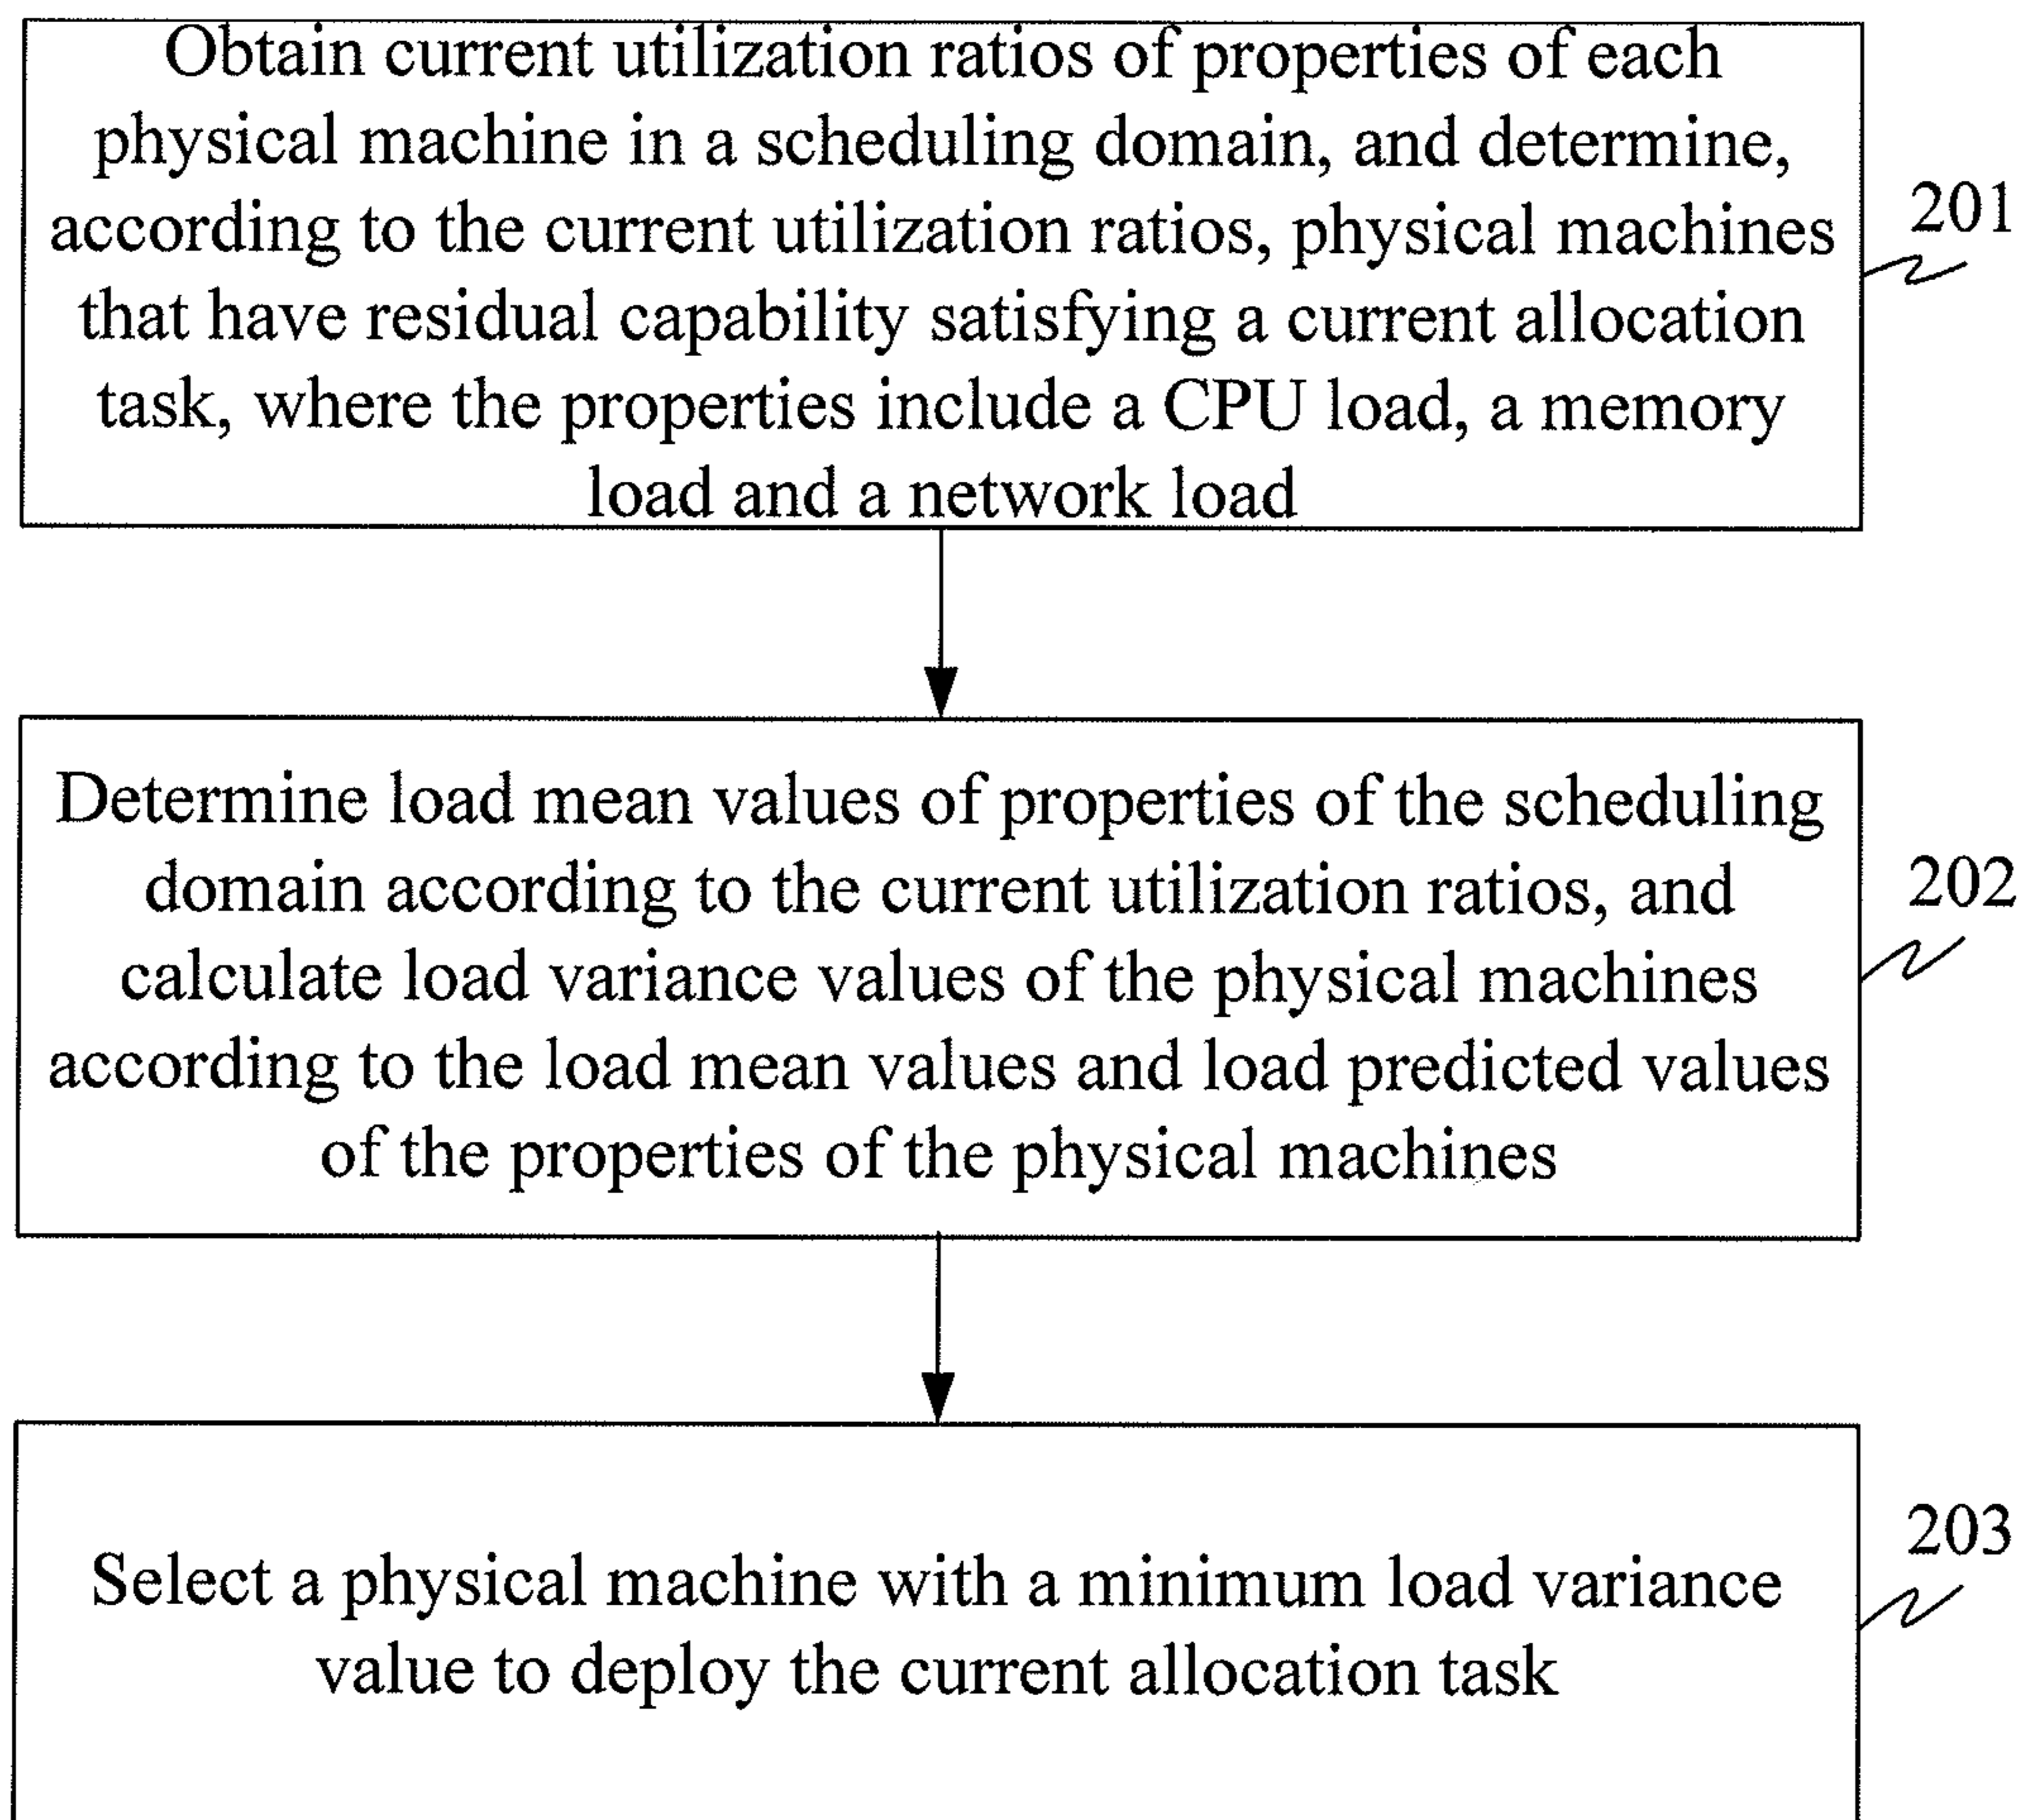 Obtain current utilization ratios of properties of each
physical machine in a scheduling domain, and determine,
according to the current utilization ratios, physical machines
that have residual capability satisfying a current allocation
task, where the properties include a CPU load, a memory
load and a network load
201
Determine load mean values of properties of the scheduling
domain according to the current utilization ratios, and
calculate load variance values of the physical machines
according to the load mean values and load predicted values
of the properties of the physical machines
202
Select a physical machine with a minimum load variance
value to deploy the current allocation task
203